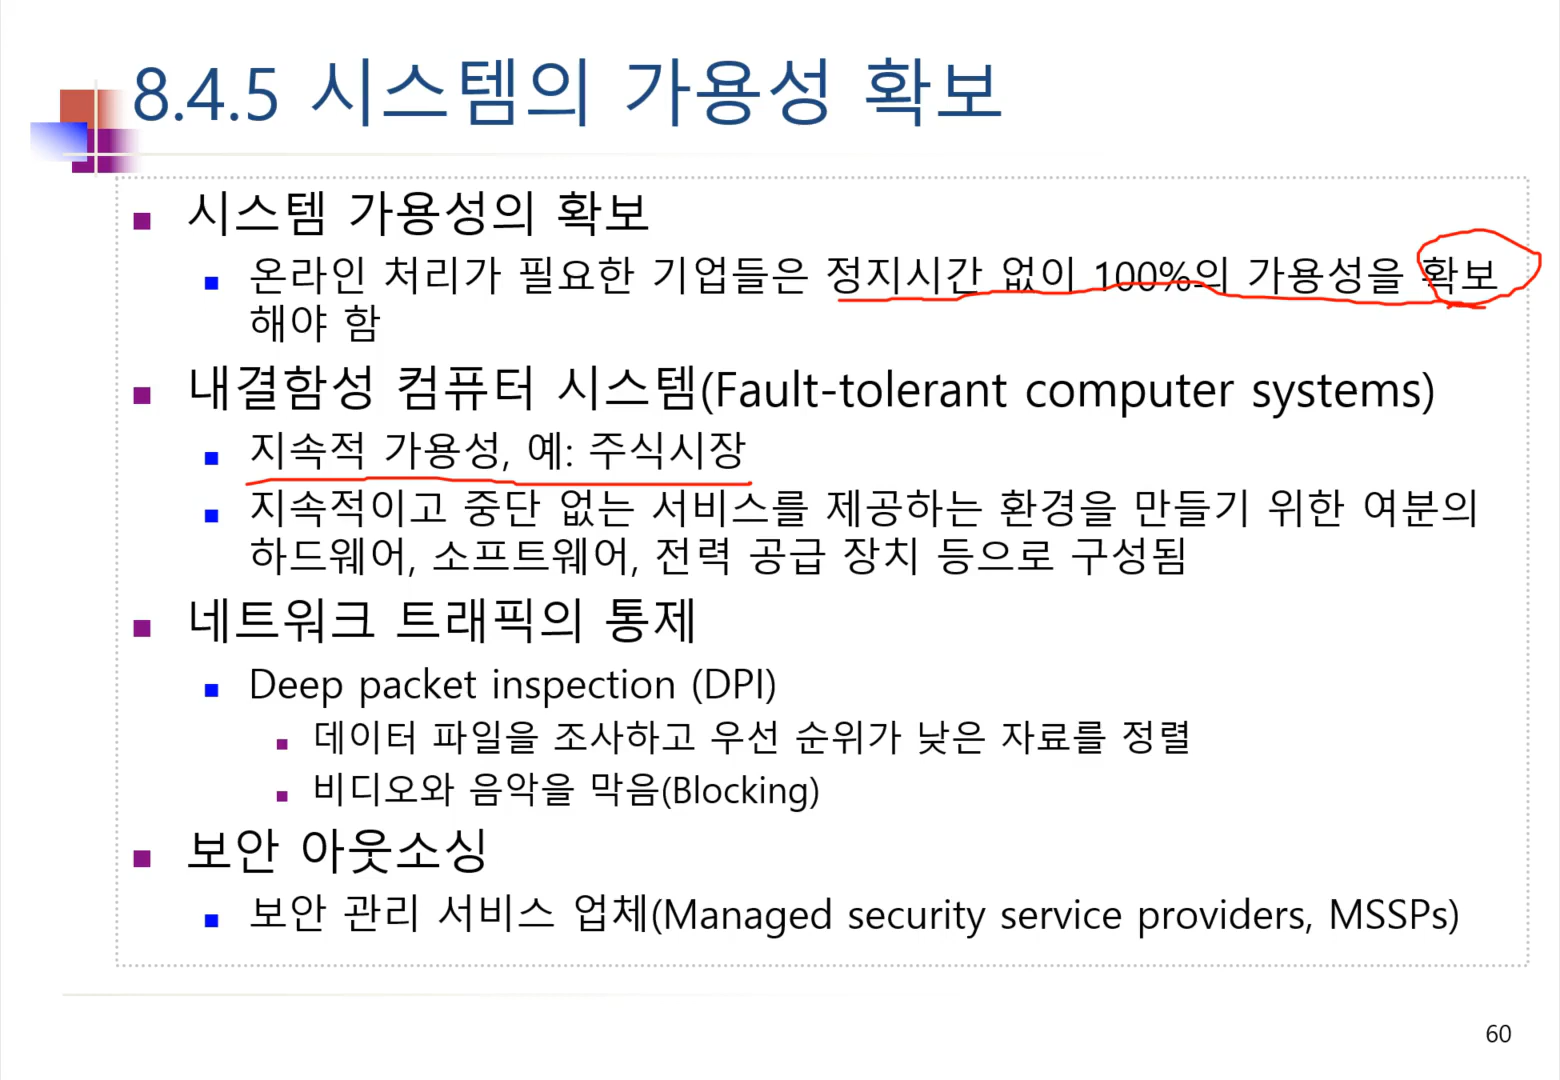 8.4.5 시스템의 가용성 확보
시스템 가용성의 확보
온라인 처리가 필요한 기업들은 정지시간 없이 100%의 가용성을 확보
해야 함
내결함성 컴퓨터 시스템(Fault-tolerant computer systems)
지속적 가용성, 예: 주식시장
지속적이고 중단 없는 서비스를 제공하는 환경을 만들기 위한 여분의
하드웨어, 소프트웨어, 전력 공급 장치 등으로 구성됨
네트워크 트래픽의 통제
Deep packet inspection (DPI)
데이터 파일을 조사하고 우선 순위가 낮은 자료를 정렬
비디오와 음악을 막음(Blocking)
보안 아웃소싱
보안 관리 서비스 업체(Managed security service providers, MSSPs)
60